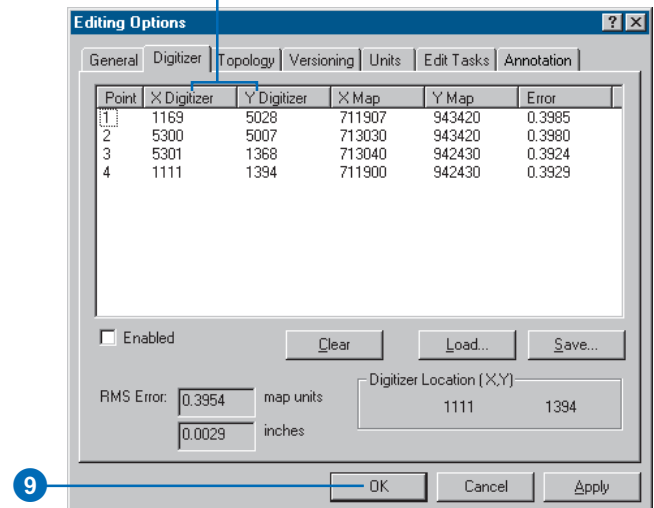 Editing Options
General Digitizer Topology Versioning Units Edit Tasks Annotation
Point X Digitizer Y Digitizer X Map Y Map Error
1 1169 5028 711907 943420 0.3985
2 5300 5007 713030 943420 0.3980
3 5301 1368 713040 942430 0.3924
4 1111 1394 711900 942430 0.3929
Enabled Clear Load... Save...
Digitizer Location (X,Y)
RMS Error: 0.3954 map units 1111 1394
0.0029 inches
9 OK Cancel Apply